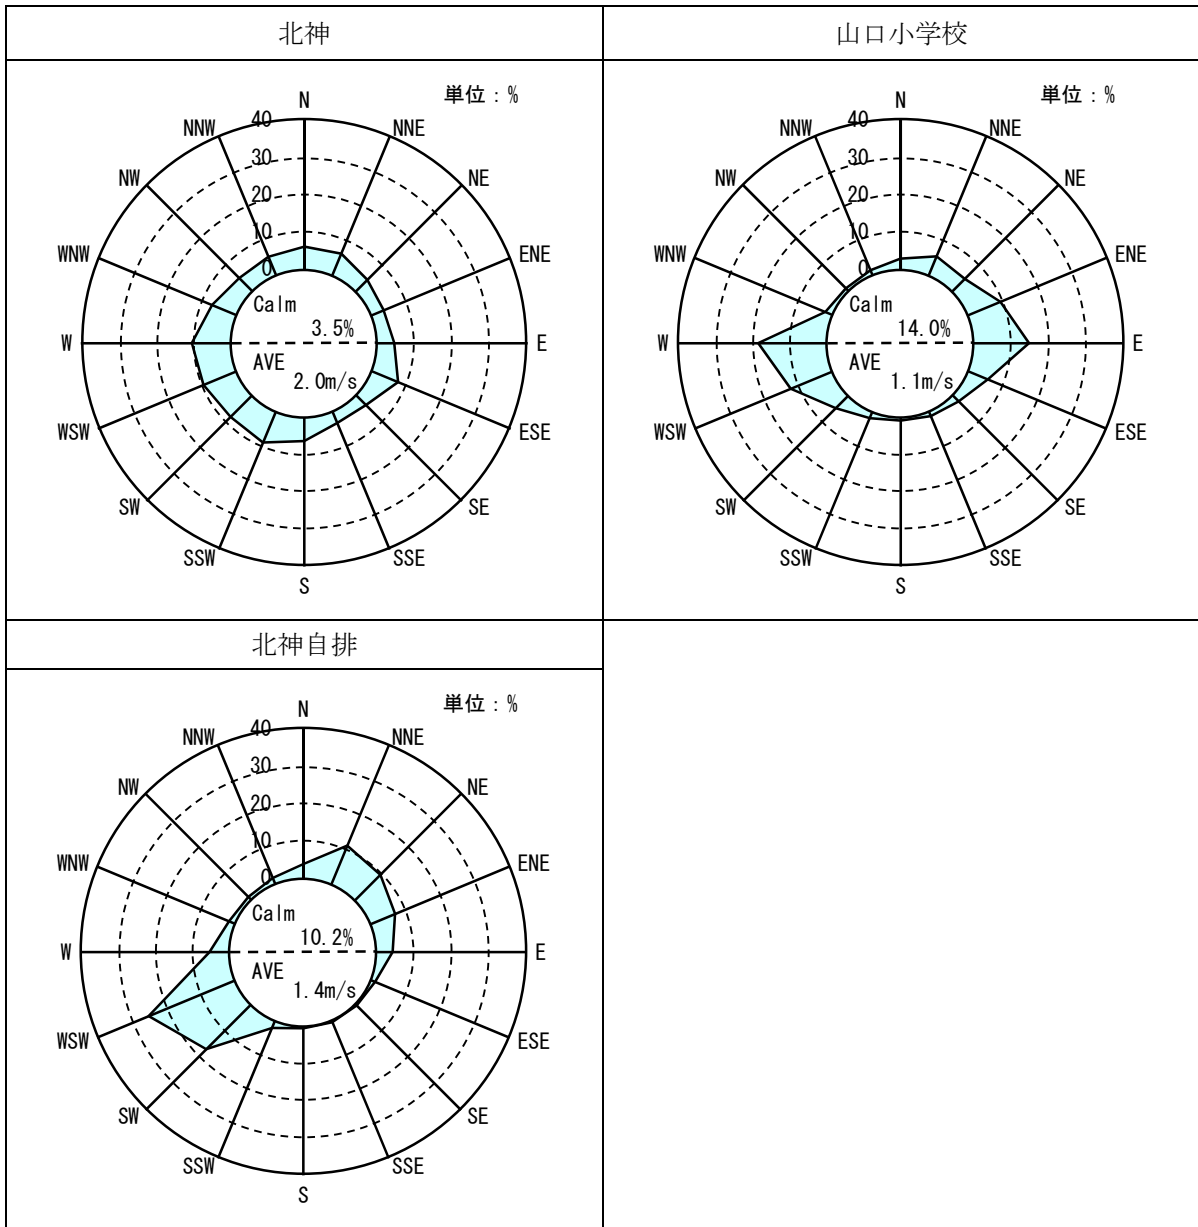 北神
単位：%
N
NNE
NE
ENE
E
ESE
SE
SSE
S
SSW
SW
WSW
W
WNW
NW
NNW
40
30
20
10
0
Calm
3.5%
AVE
2.0m/s
山口小学校
単位：%
N
NNE
NE
ENE
E
ESE
SE
SSE
S
SSW
SW
WSW
W
WNW
NW
NNW
40
30
20
10
0
Calm
14.0%
AVE
1.1m/s
北神自排
単位：%
N
NNE
NE
ENE
E
ESE
SE
SSE
S
SSW
SW
WSW
W
WNW
NW
NNW
40
30
20
10
0
Calm
10.2%
AVE
1.4m/s